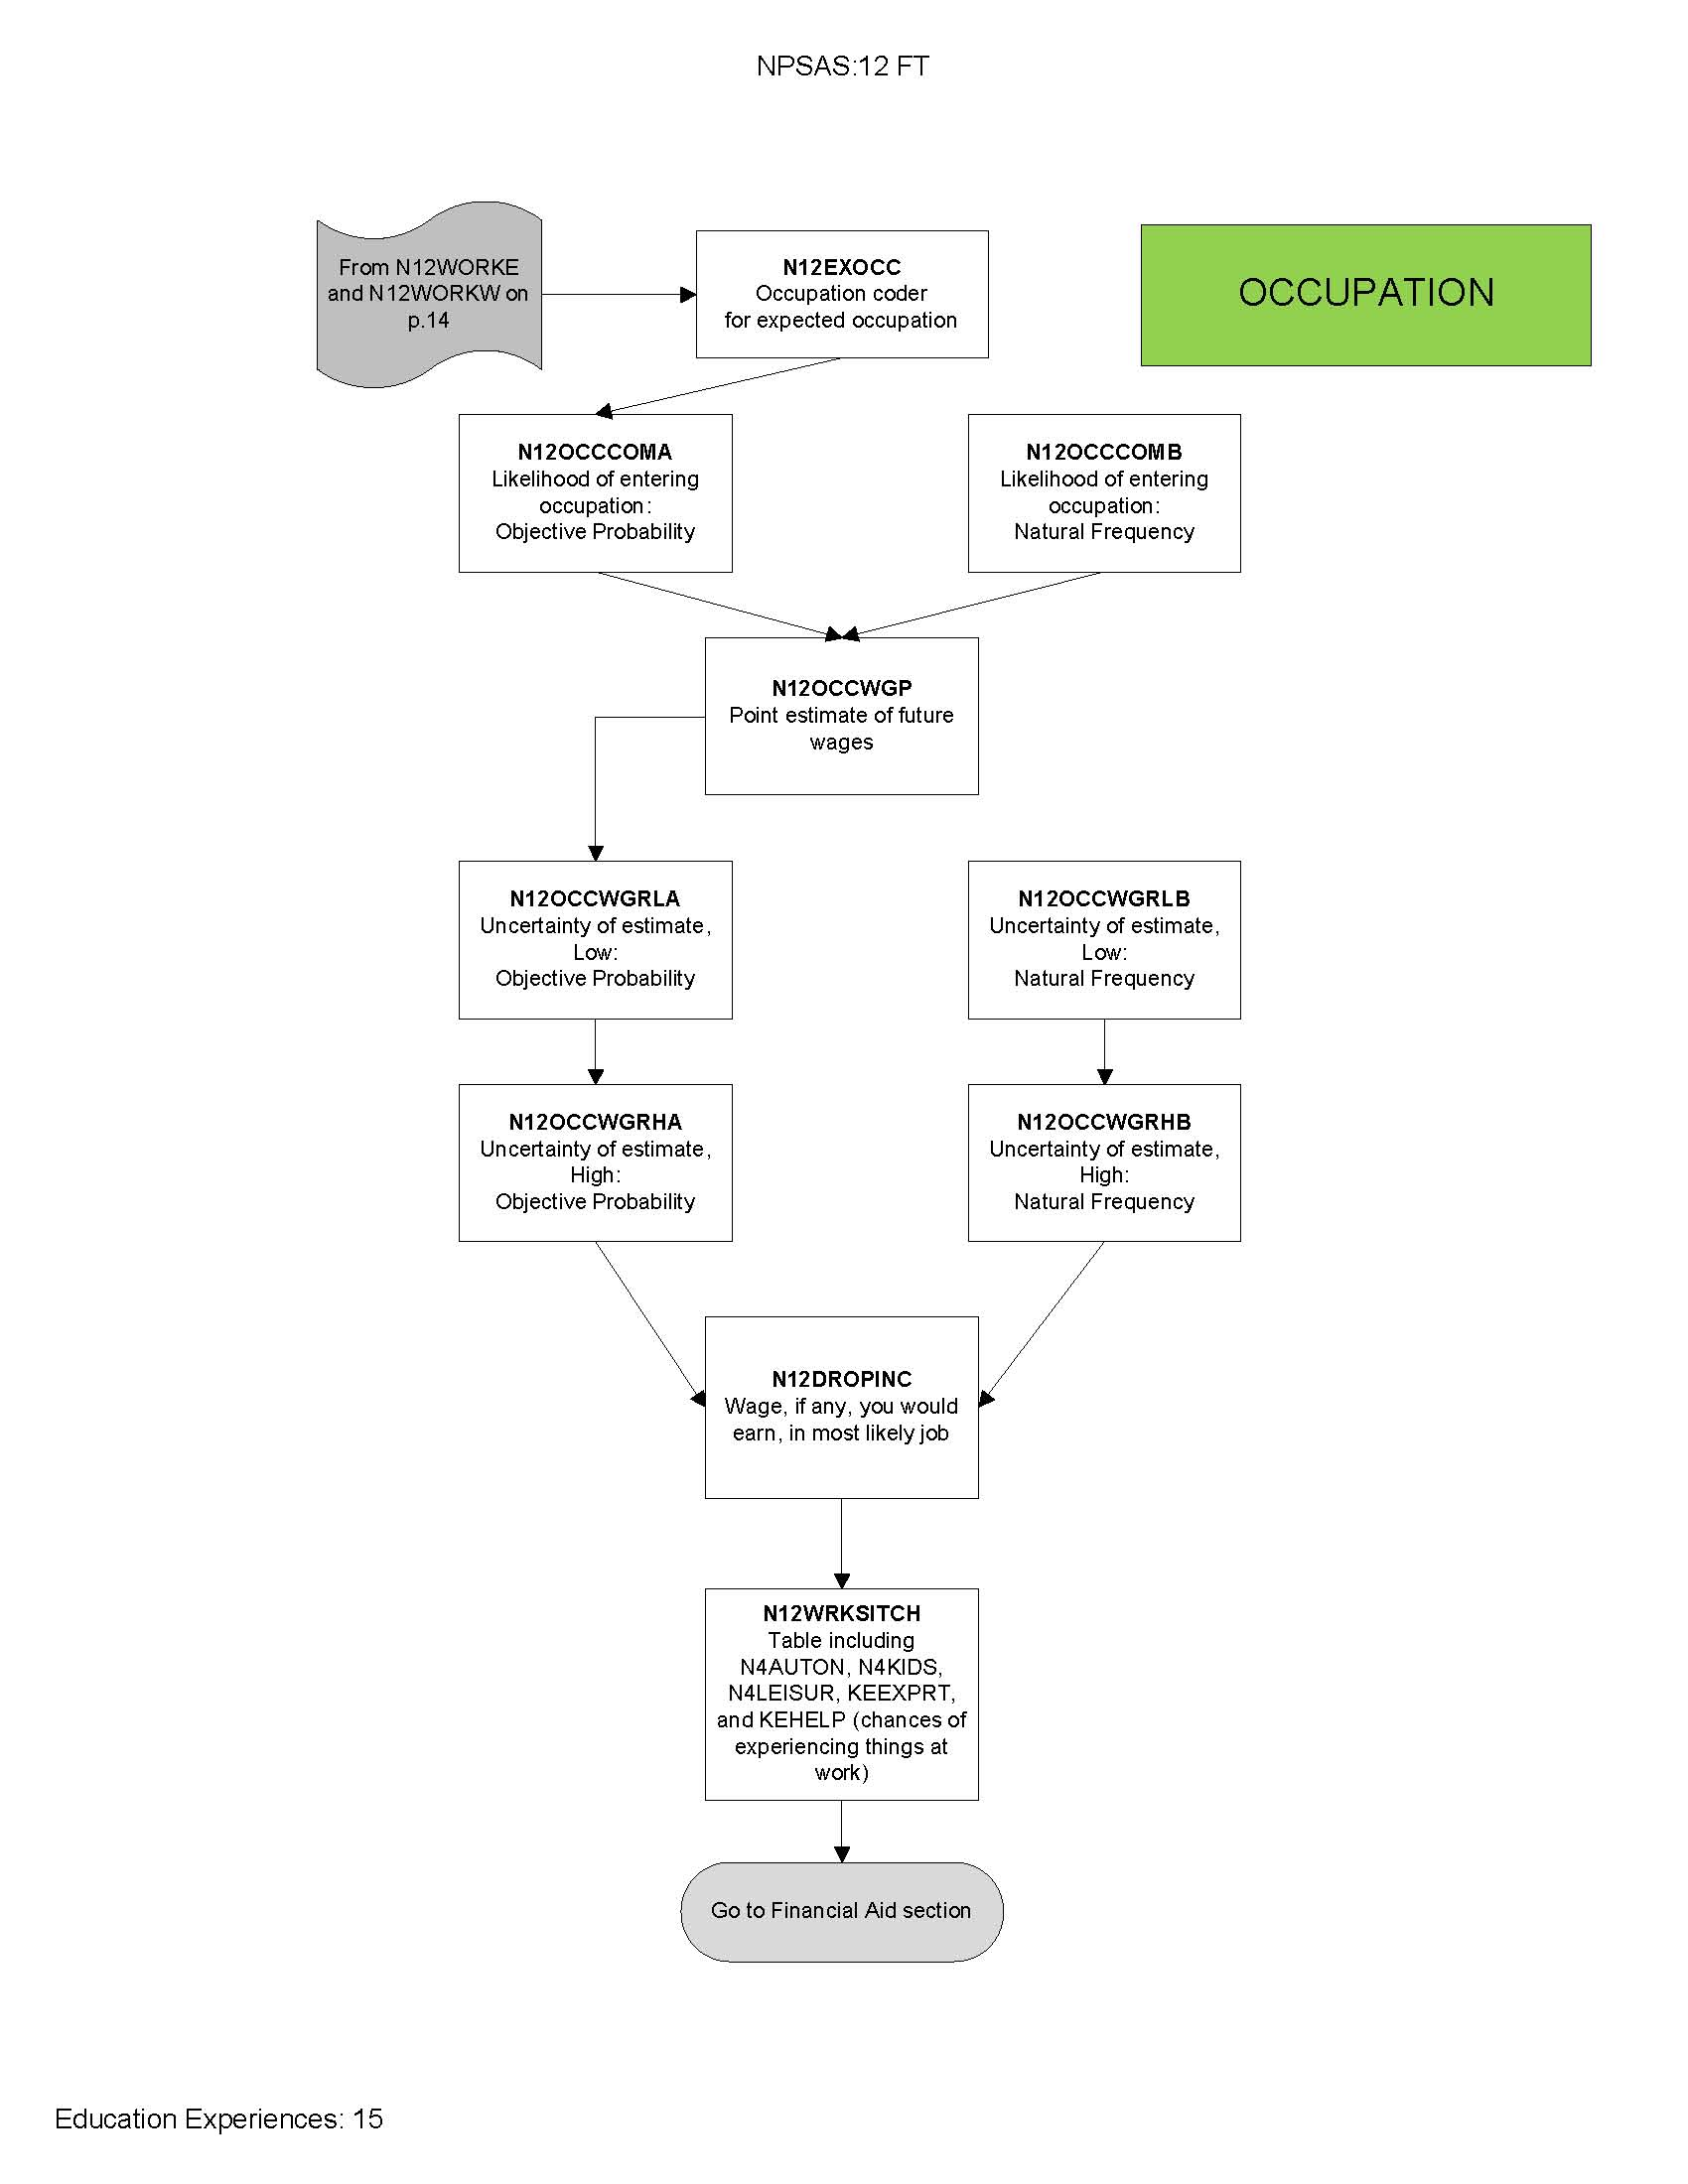 NPSAS:12 FT
From N12WORKE
and N12WORKW on
p.14
N12EXOCC
Occupation coder
for expected occupation
OCCUPATION
N12OCCCOMA
Likelihood of entering
occupation:
Objective Probability
N12OCCCOMB
Likelihood of entering
occupation:
Natural Frequency
N12OCCWGP
Point estimate of future
wages
N12OCCWGRLA
Uncertainty of estimate,
Low:
Objective Probability
N12OCCWGRLB
Uncertainty of estimate,
Low:
Natural Frequency
N12OCCWGRHA
Uncertainty of estimate,
High:
Objective Probability
N12OCCWGRHB
Uncertainty of estimate,
High:
Natural Frequency
N12DROPINC
Wage, if any, you would
earn, in most likely job
N12WRKSITCH
Table including
N4AUTON, N4KIDS,
N4LEISUR, KEEXPRT,
and KEHELP (chances of
experiencing things at
work)
Go to Financial Aid section
Education Experiences: 15